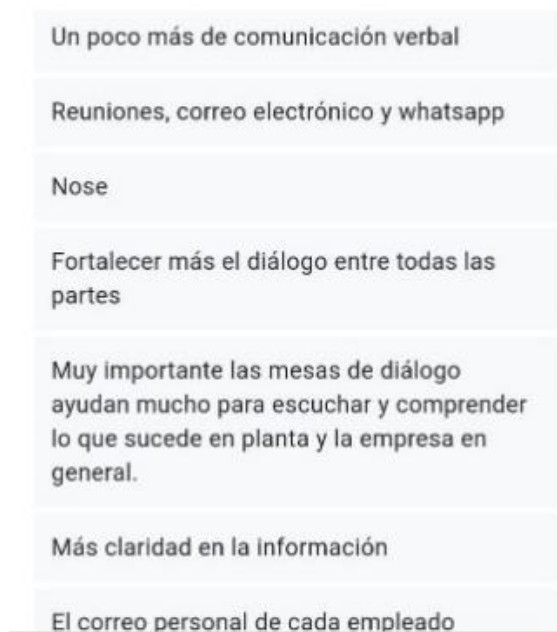 Un poco más de comunicación verbal
Reuniones, correo electrónico y whatsapp
Nose
Fortalecer más el diálogo entre todas las
partes
Muy importante las mesas de diálogo
ayudan mucho para escuchar y comprender
lo que sucede en planta y la empresa en
general.
Más claridad en la información
El correo personal de cada empleado